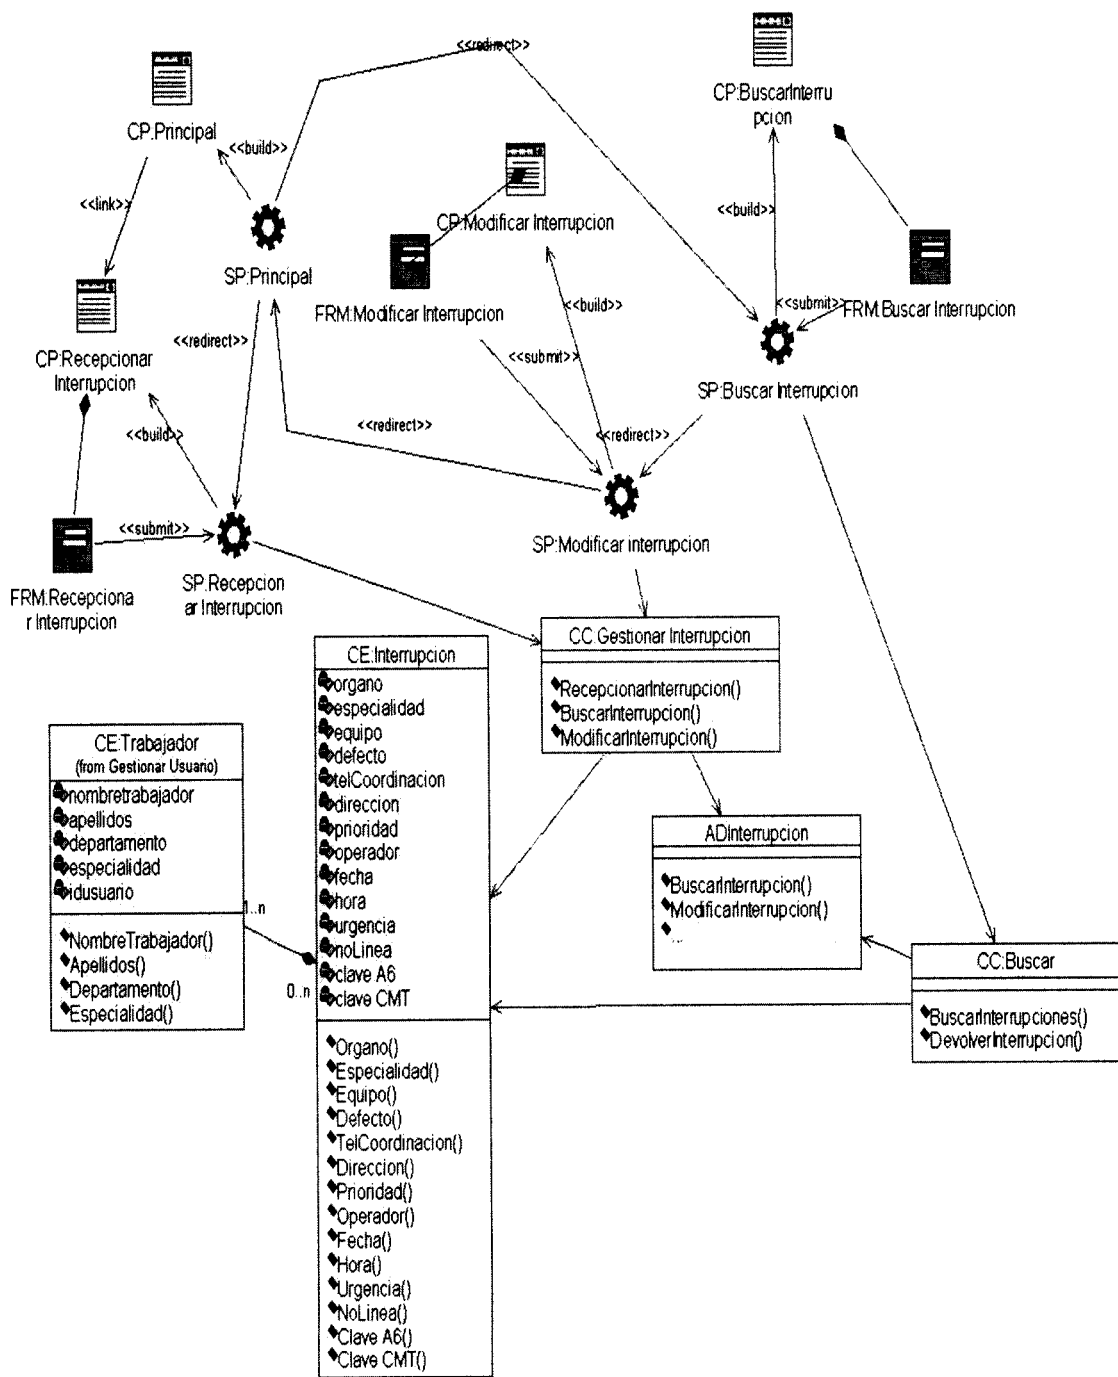 <<redirect>>
CP:BuscarInterru
pcion
CP:Principal
<<build>>
CP:Modificar Interrupcion
<<link>>
<<build>>
SP:Principal
FRM:Modificar Interrupcion
<<build>>
<<submit>>
FRM:Buscar Interrupcion
CP:Recepcionar
Interrupcion
<<redirect>>
<<submit>>
SP:Buscar Interrupcion
<<build>>
<<redirect>>
<<redirect>>
<<submit>>
SP:Modificar interrupcion
FRM:Recepciona
r Interrupcion
SP:Recepcion
ar Interrupcion
CC:Gestionar Interrupcion
RecepcionarInterrupcion()
BuscarInterrupcion()
ModificarInterrupcion()
CE:Interrupcion
organo
especialidad
equipo
defecto
telCoordinacion
direccion
prioridad
operador
fecha
hora
urgencia
noLinea
clave A6
clave CMT
Organo()
Especialidad()
Equipo()
Defecto()
TelCoordinacion()
Direccion()
Prioridad()
Operador()
Fecha()
Hora()
Urgencia()
NoLinea()
Clave A6()
Clave CMT()
CE:Trabajador
(from Gestionar Usuario)
nombretrabajador
apellidos
departamento
especialidad
idusuario
NombreTrabajador()
Apellidos()
Departamento()
Especialidad()
1..n
0..n
ADInterrupcion
BuscarInterrupcion()
ModificarInterrupcion()
...
CC:Buscar
BuscarInterrupciones()
DevolverInterrupcion()